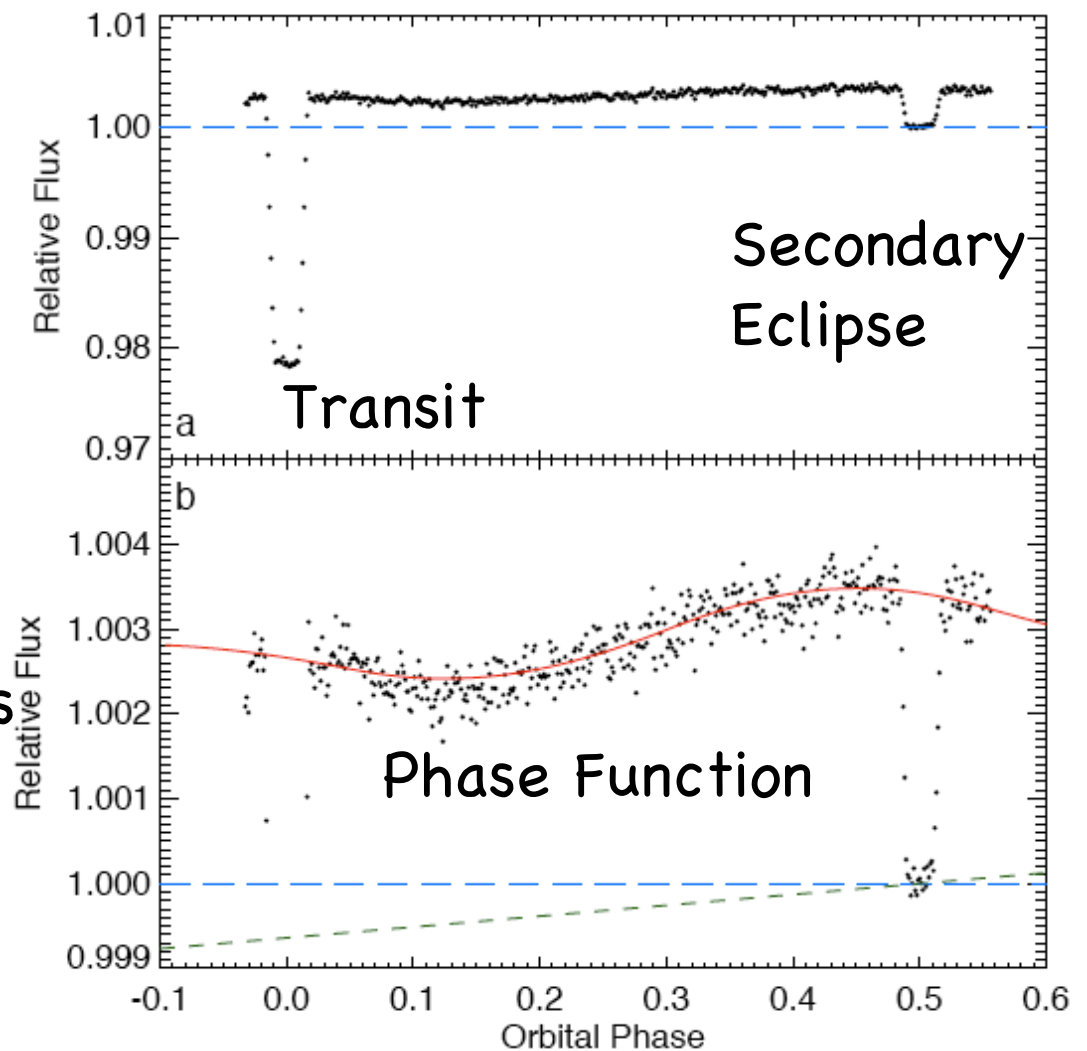 1.01
1.00
0.99
0.98
0.97
Relative Flux
Secondary
Eclipse
Transit
a
b
1.004
1.003
1.002
1.001
1.000
0.999
s
Relative Flux
Phase Function
-0.1 0.0 0.1 0.2 0.3 0.4 0.5 0.6
Orbital Phase